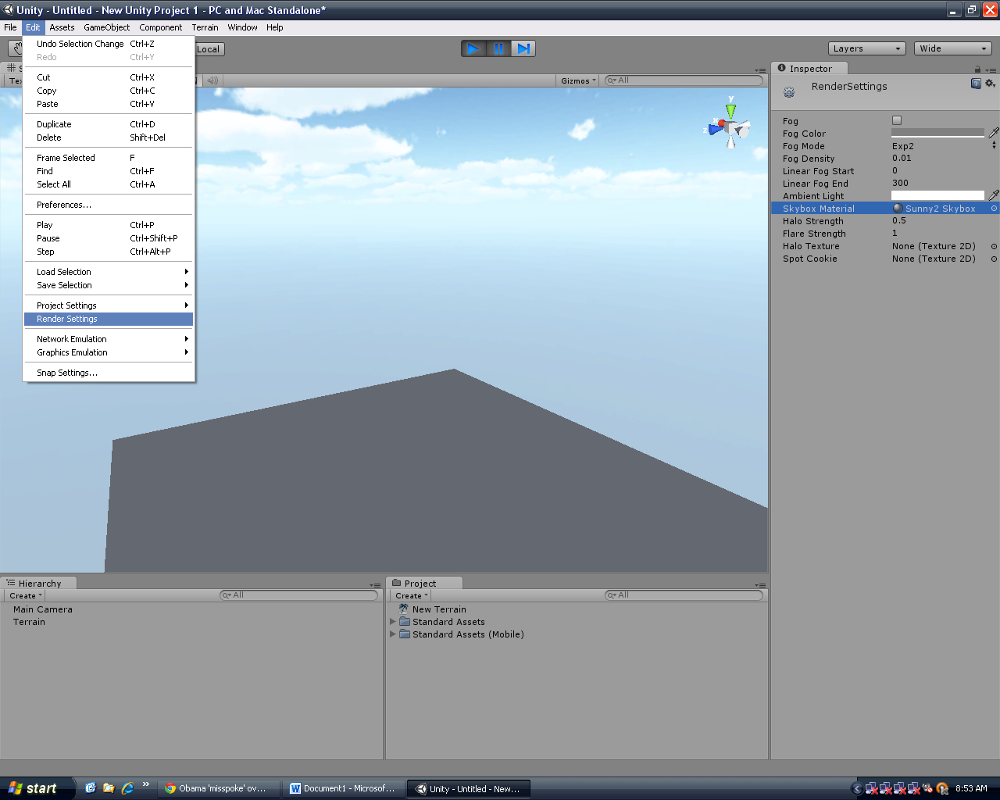 Unity - Untitled - New Unity Project 1 - PC and Mac Standalone*
File Edit Assets GameObject Component Terrain Window Help
Local
Layers
Wide
Undo Selection Change Ctrl+Z
Redo Ctrl+Y
Cut Ctrl+X
Copy Ctrl+C
Paste Ctrl+V
Duplicate Ctrl+D
Delete Shift+Del
Frame Selected F
Find Ctrl+F
Select All Ctrl+A
Preferences...
Play Ctrl+P
Pause Ctrl+Shift+P
Step Ctrl+Alt+P
Load Selection
Save Selection
Project Settings
Render Settings
Network Emulation
Graphics Emulation
Snap Settings...
Gizmos
All
y
x
z
Inspector
RenderSettings
Fog
Fog Color
Fog Mode Exp2
Fog Density 0.01
Linear Fog Start 0
Linear Fog End 300
Ambient Light
Skybox Material Sunny2 Skybox
Halo Strength 0.5
Flare Strength 1
Halo Texture None (Texture 2D)
Spot Cookie None (Texture 2D)
Hierarchy
Create All
Main Camera
Terrain
Project
Create All
New Terrain
Standard Assets
Standard Assets (Mobile)
start
Obama 'misspoke' ov...
Document1 - Microsof...
Unity - Untitled - New...
8:53 AM